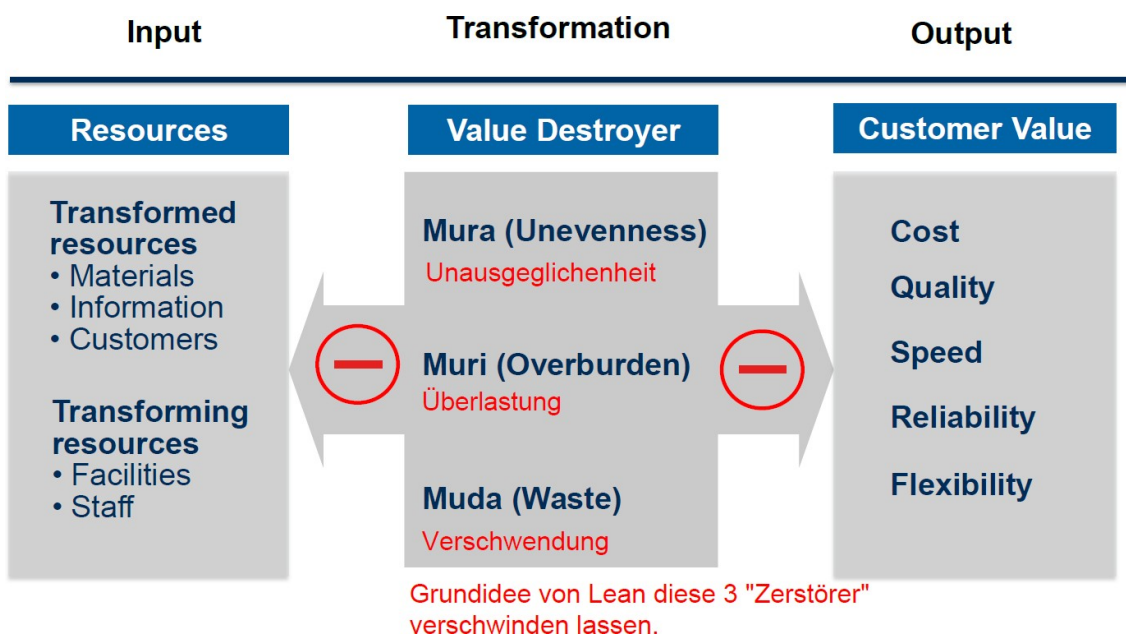 Input
Transformation
Output
Resources
Value Destroyer
Customer Value
Transformed
resources
• Materials
• Information
• Customers
Transforming
resources
• Facilities
• Staff
Mura (Unevenness)
Unausgeglichenheit
Muri (Overburden)
Überlastung
Muda (Waste)
Verschwendung
Grundidee von Lean diese 3 "Zerstörer"
verschwinden lassen.
Cost
Quality
Speed
Reliability
Flexibility